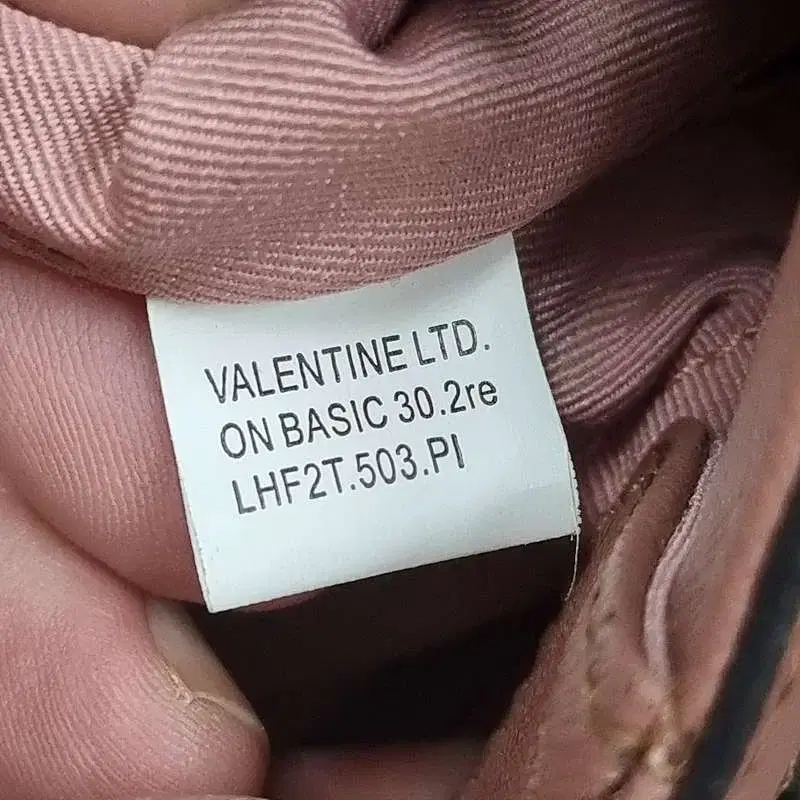 VALENTINE LTD.
ON BASIC 30.2re
LHF2T.503.PI